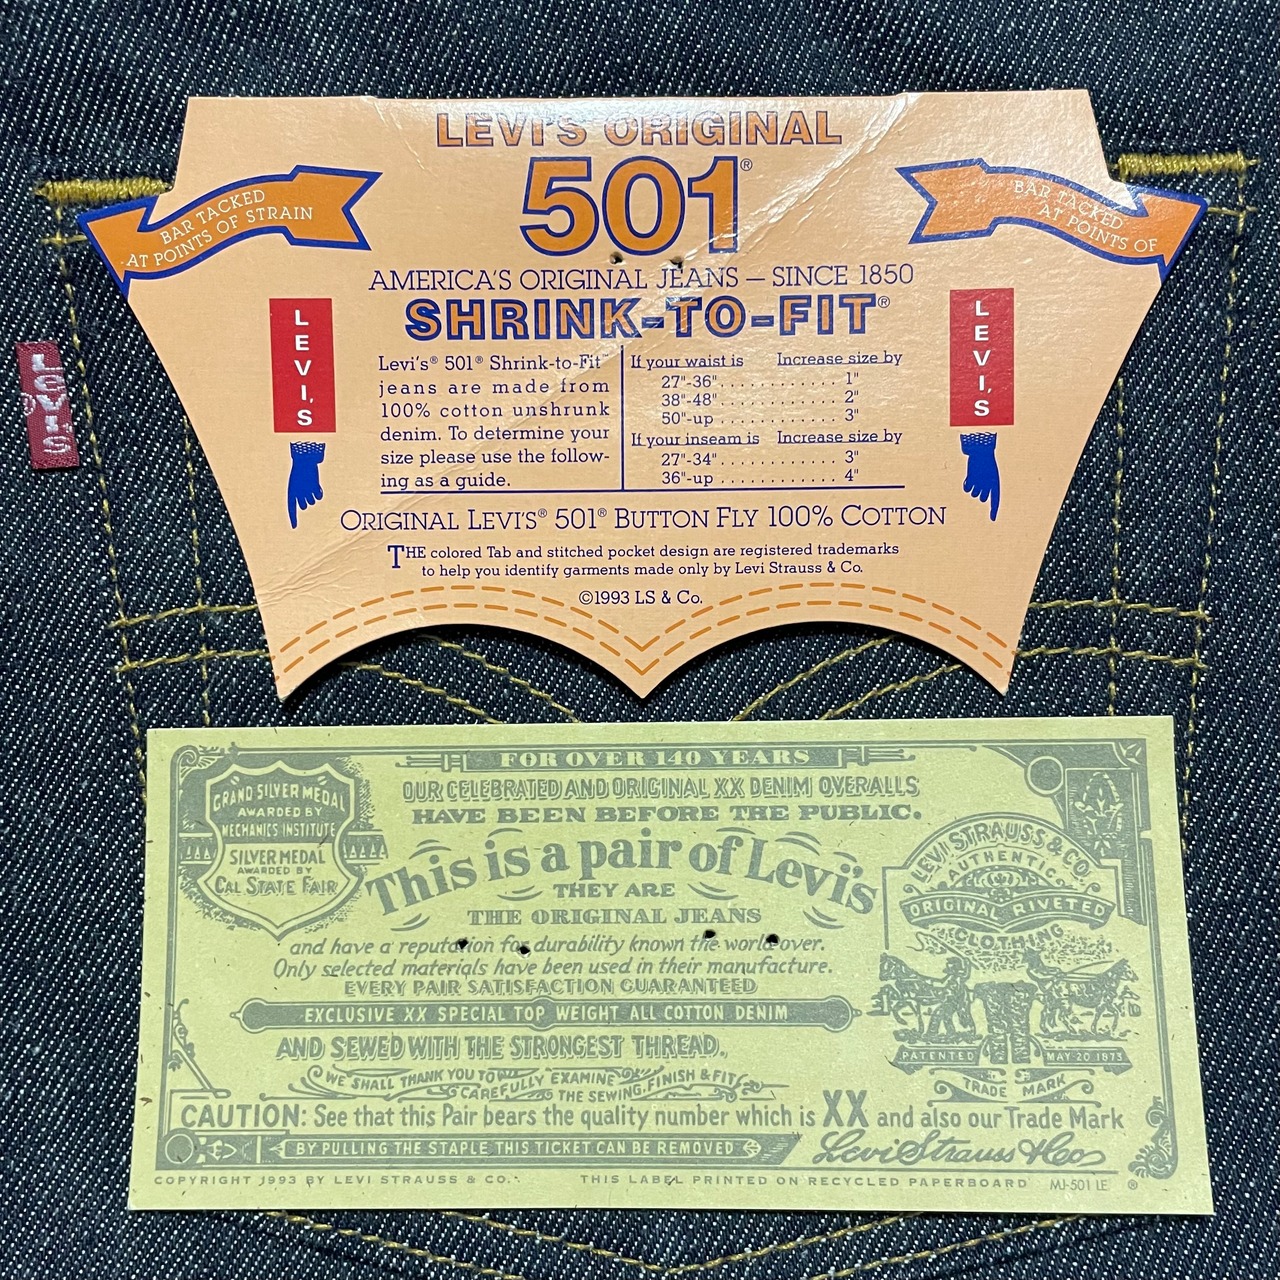 LEVI'S ORIGINAL
501®
BAR TACKED
AT POINTS OF STRAIN
BAR TACKED
AT POINTS OF
AMERICA'S ORIGINAL JEANS — SINCE 1850
SHRINK-TO-FIT®
LEVI'S
LEVI'S
Levi's
®
Levi's® 501® Shrink-to-Fit™
jeans are made from
100% cotton unshrunk
denim. To determine your
size please use the follow-
ing as a guide.
If your waist is Increase size by
27"-36" . . . . . . . . . . . . 1"
38"-48" . . . . . . . . . . . . 2"
50"-up . . . . . . . . . . . . 3"
If your inseam is Increase size by
27"-34" . . . . . . . . . . . . 3"
36"-up . . . . . . . . . . . . 4"
ORIGINAL LEVI'S® 501® BUTTON FLY 100% COTTON
THE colored Tab and stitched pocket design are registered trademarks
to help you identify garments made only by Levi Strauss & Co.
©1993 LS & Co.
FOR OVER 140 YEARS
OUR CELEBRATED AND ORIGINAL XX DENIM OVERALLS
HAVE BEEN BEFORE THE PUBLIC.
GRAND SILVER MEDAL
AWARDED BY
MECHANICS INSTITUTE
SILVER MEDAL
AWARDED BY
CAL STATE FAIR
This is a pair of Levi's
THEY ARE
THE ORIGINAL JEANS
and have a reputation for durability known the world over.
Only selected materials have been used in their manufacture.
EVERY PAIR SATISFACTION GUARANTEED
EXCLUSIVE XX SPECIAL TOP WEIGHT ALL COTTON DENIM
AND SEWED WITH THE STRONGEST THREAD.
WE SHALL THANK YOU TO CAREFULLY EXAMINE THE SEWING, FINISH & FIT
LEVI STRAUSS & CO.
AUTHENTIC
ORIGINAL RIVETED
CLOTHING
PATENTED MAY 20 1873
TRADE MARK
CAUTION: See that this Pair bears the quality number which is XX and also our Trade Mark
BY PULLING THE STAPLE THIS TICKET CAN BE REMOVED
Levi Strauss & Co
COPYRIGHT 1993 BY LEVI STRAUSS & CO. THIS LABEL PRINTED ON RECYCLED PAPERBOARD MJ-501 LE ®